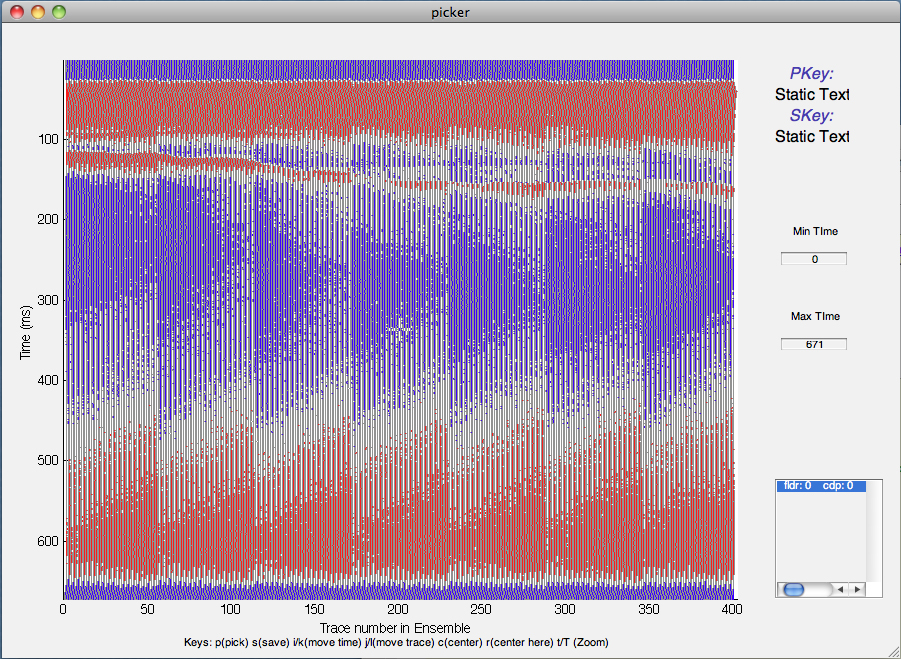 picker
PKey:
Static Text
SKey:
Static Text
100
200
300
400
500
600
Time (ms)
0 50 100 150 200 250 300 350 400
Trace number in Ensemble
Keys: p(pick) s(save) i/k(move time) j/l(move trace) c(center) r(center here) t/T (Zoom)
Min TIme
0
Max TIme
671
fldr: 0 cdp: 0